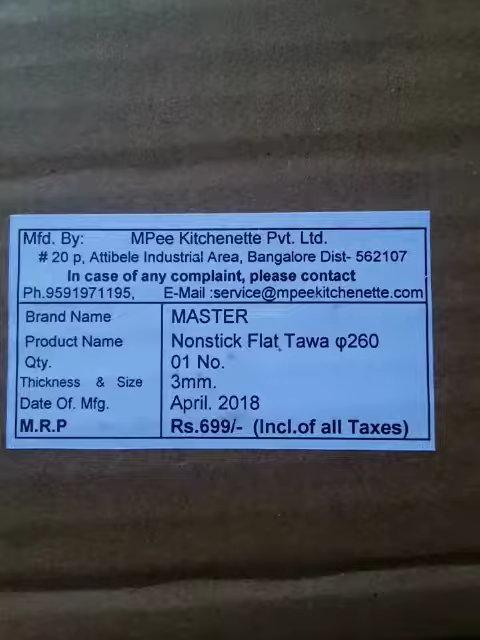 Mfd. By: MPee Kitchenette Pvt. Ltd.
# 20 p, Attibele Industrial Area, Bangalore Dist- 562107
In case of any complaint, please contact
Ph.9591971195, E-Mail :service@mpeekitchenette.com
Brand Name MASTER
Product Name Nonstick Flat Tawa φ260
Qty. 01 No.
Thickness & Size 3mm.
Date Of. Mfg. April. 2018
M.R.P Rs.699/- (Incl.of all Taxes)